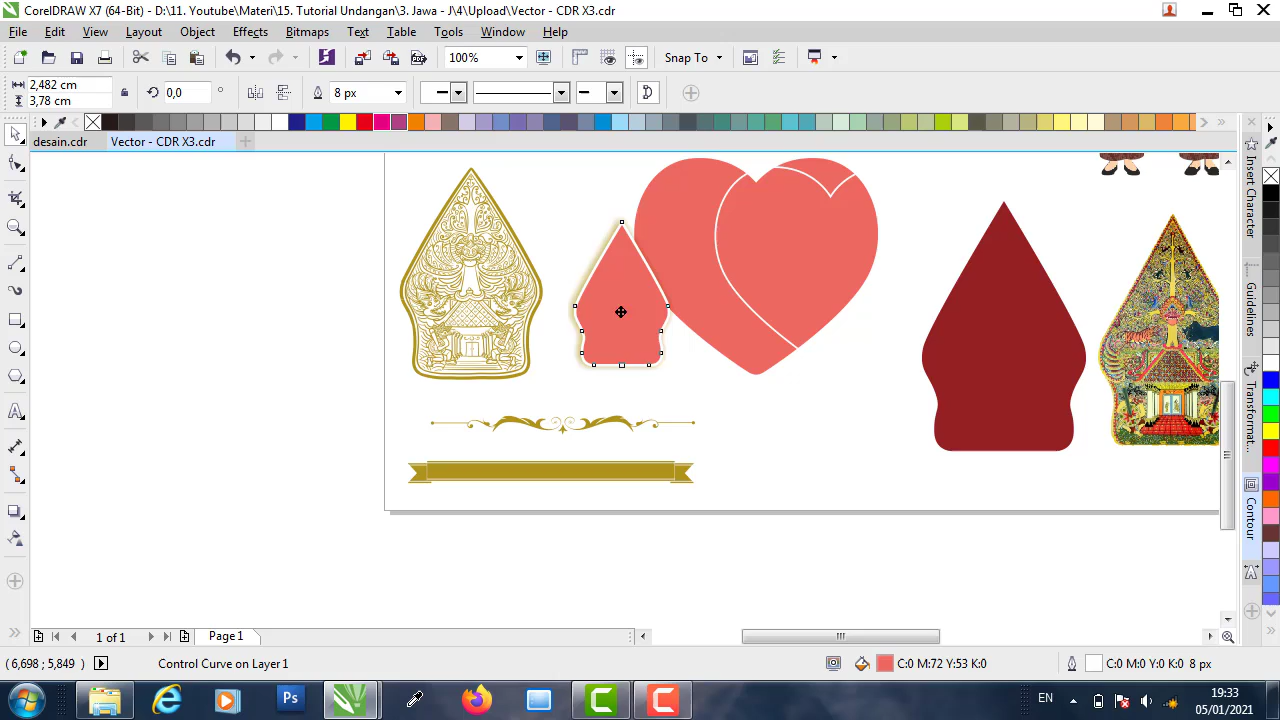 CorelDRAW X7 (64-Bit) - D:\11. Youtube\Materi\15. Tutorial Undangan\3. Jawa - J\4\Upload\Vector - CDR X3.cdr
File Edit View Layout Object Effects Bitmaps Text Table Tools Window Help
100% Snap To
2,482 cm
3,78 cm
0,0 °
8 px
desain.cdr Vector - CDR X3.cdr
Insert Character
Guidelines
Transformat...
Contour
1 of 1 Page 1
( 6,698 ; 5,849 ) Control Curve on Layer 1 C:0 M:72 Y:53 K:0 C:0 M:0 Y:0 K:0 8 px
Ps
EN
19:33
05/01/2021